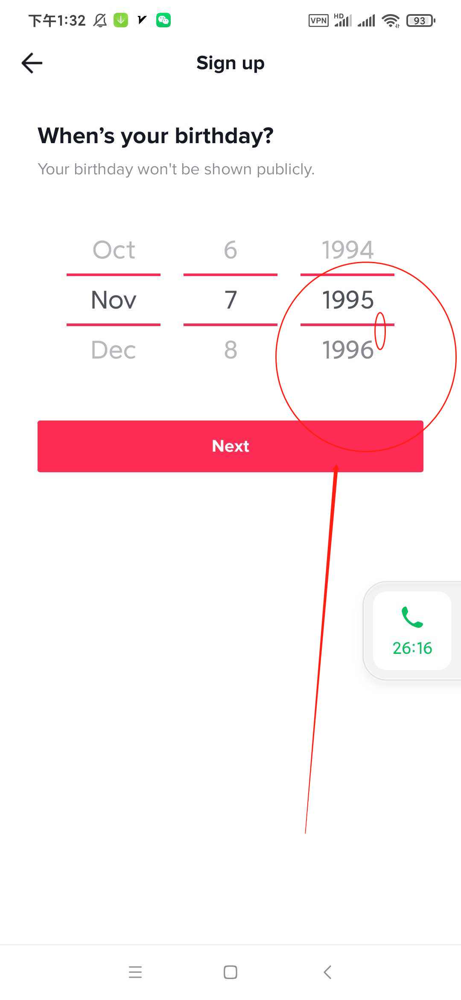 下午1:32
VPN HD 93
Sign up
When’s your birthday?
Your birthday won't be shown publicly.
Oct 6 1994
Nov 7 1995
Dec 8 1996
Next
26:16